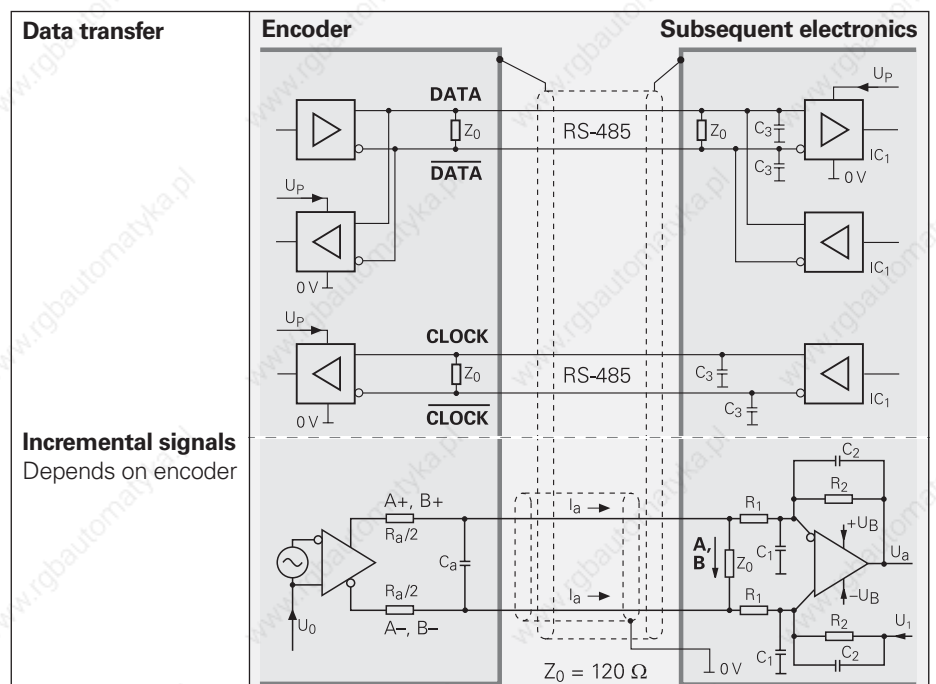 Data transfer
Encoder
Subsequent electronics
DATA
Z0
DATA
RS-485
Z0
C3
C3
UP
IC1
0 V
UP
0 V
IC1
UP
CLOCK
Z0
CLOCK
0 V
RS-485
C3
C3
IC1
Incremental signals
Depends on encoder
A+, B+
Ra/2
Ca
Ra/2
A–, B–
U0
Ia
Ia
Z0 = 120 Ω
0 V
A,
B
Z0
R1
C1
R1
C1
C2
R2
+UB
Ua
–UB
R2
C2
U1
www.rgbautomatyka.pl